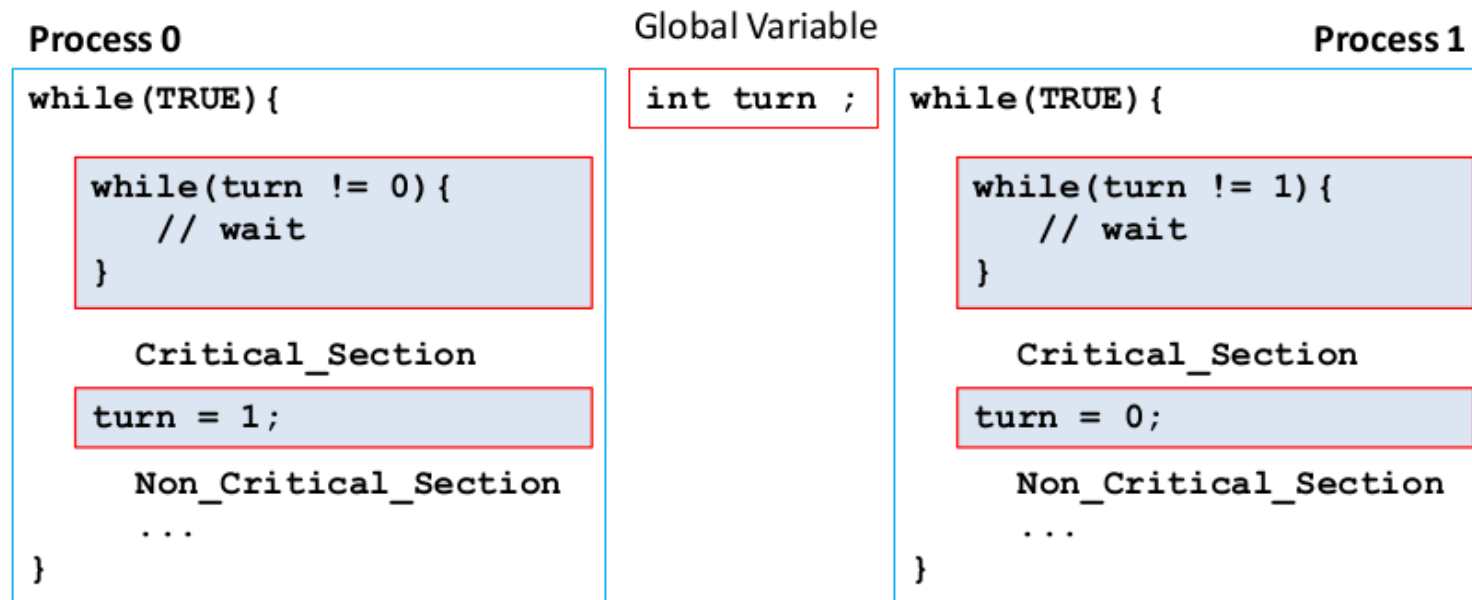 Process 0
while(TRUE){
while(turn != 0){
// wait
}
Critical_Section
turn = 1;
Non_Critical_Section
...
}
Global Variable
int turn ;
Process 1
while(TRUE){
while(turn != 1){
// wait
}
Critical_Section
turn = 0;
Non_Critical_Section
...
}